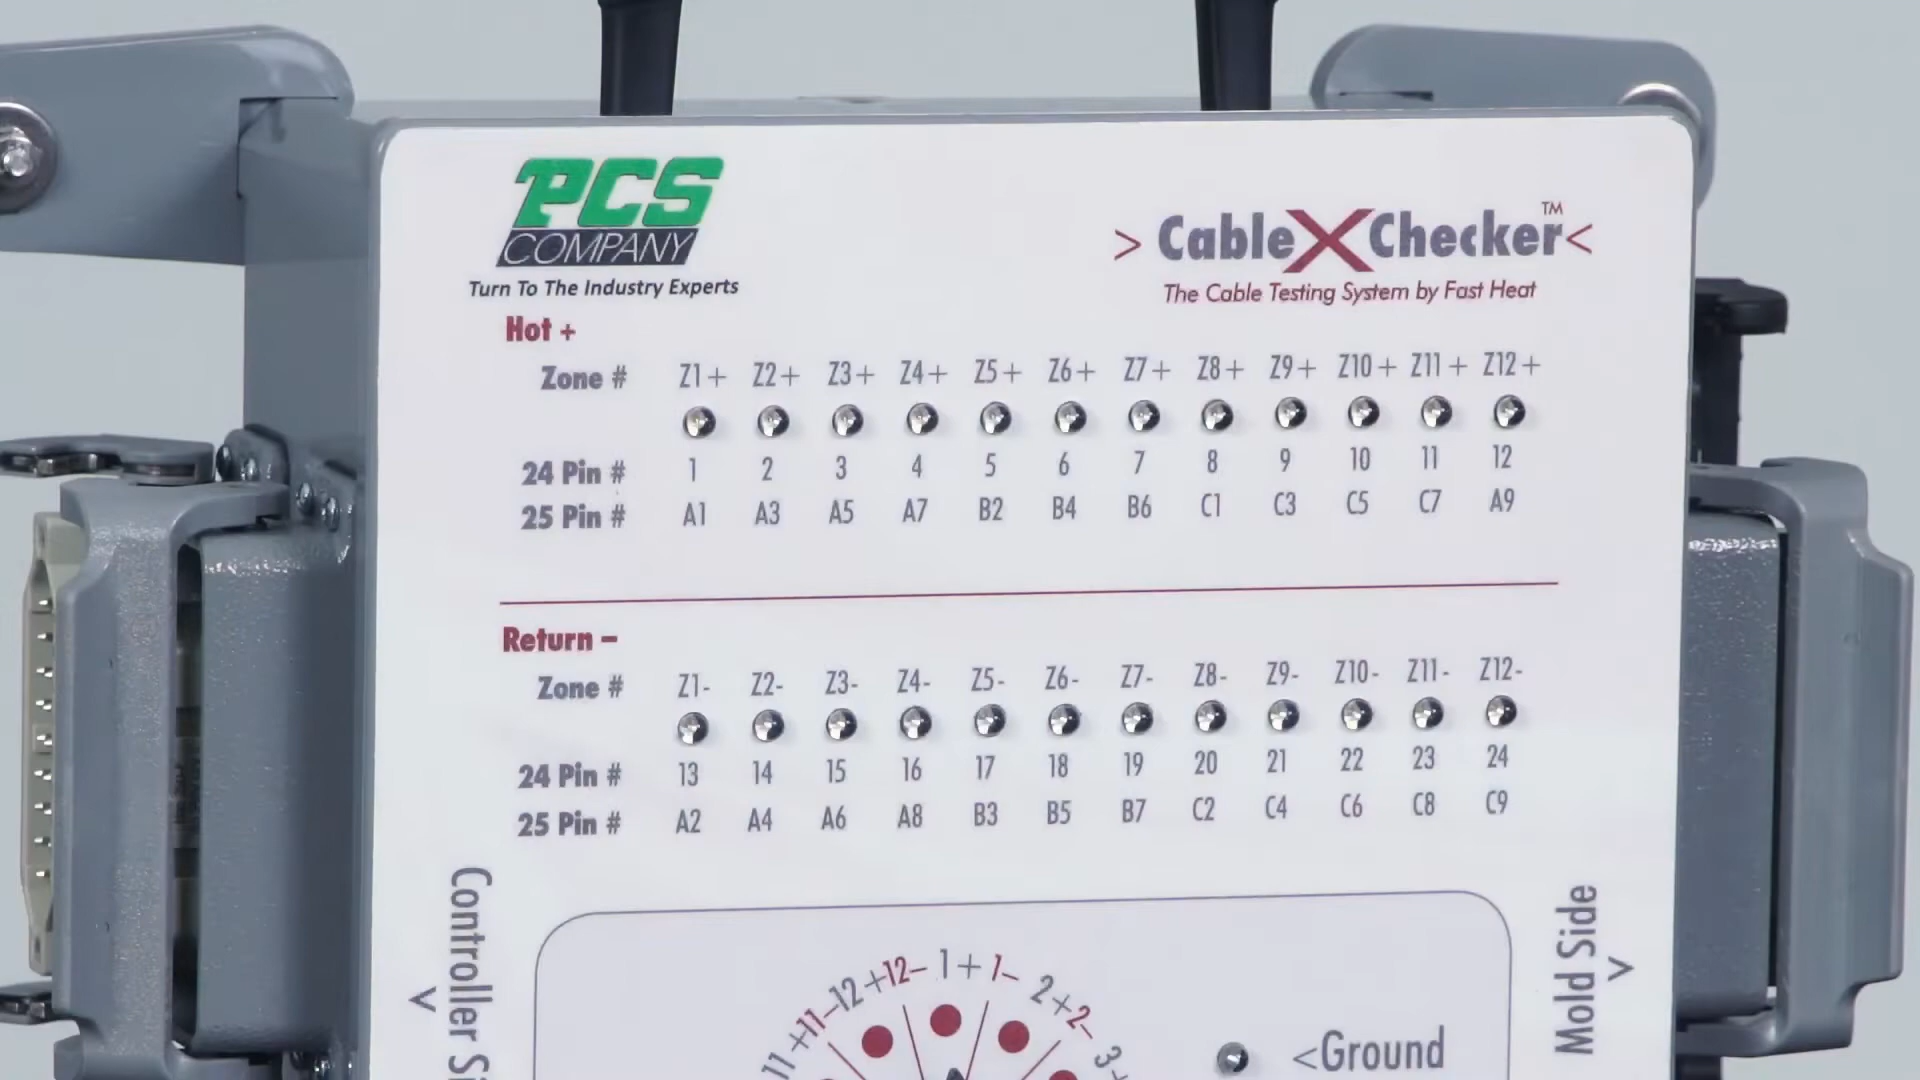 PCS
COMPANY
Turn To The Industry Experts
> CableXChecker™ <
The Cable Testing System by Fast Heat
Hot +
Zone # Z1+ Z2+ Z3+ Z4+ Z5+ Z6+ Z7+ Z8+ Z9+ Z10+ Z11+ Z12+
24 Pin # 1 2 3 4 5 6 7 8 9 10 11 12
25 Pin # A1 A3 A5 A7 B2 B4 B6 C1 C3 C5 C7 A9
Return –
Zone # Z1- Z2- Z3- Z4- Z5- Z6- Z7- Z8- Z9- Z10- Z11- Z12-
24 Pin # 13 14 15 16 17 18 19 20 21 22 23 24
25 Pin # A2 A4 A6 A8 B3 B5 B7 C2 C4 C6 C8 C9
< Controller
11+ 11– 12+ 12– 1+ 1– 2+ 2–
<Ground
Mold Side >